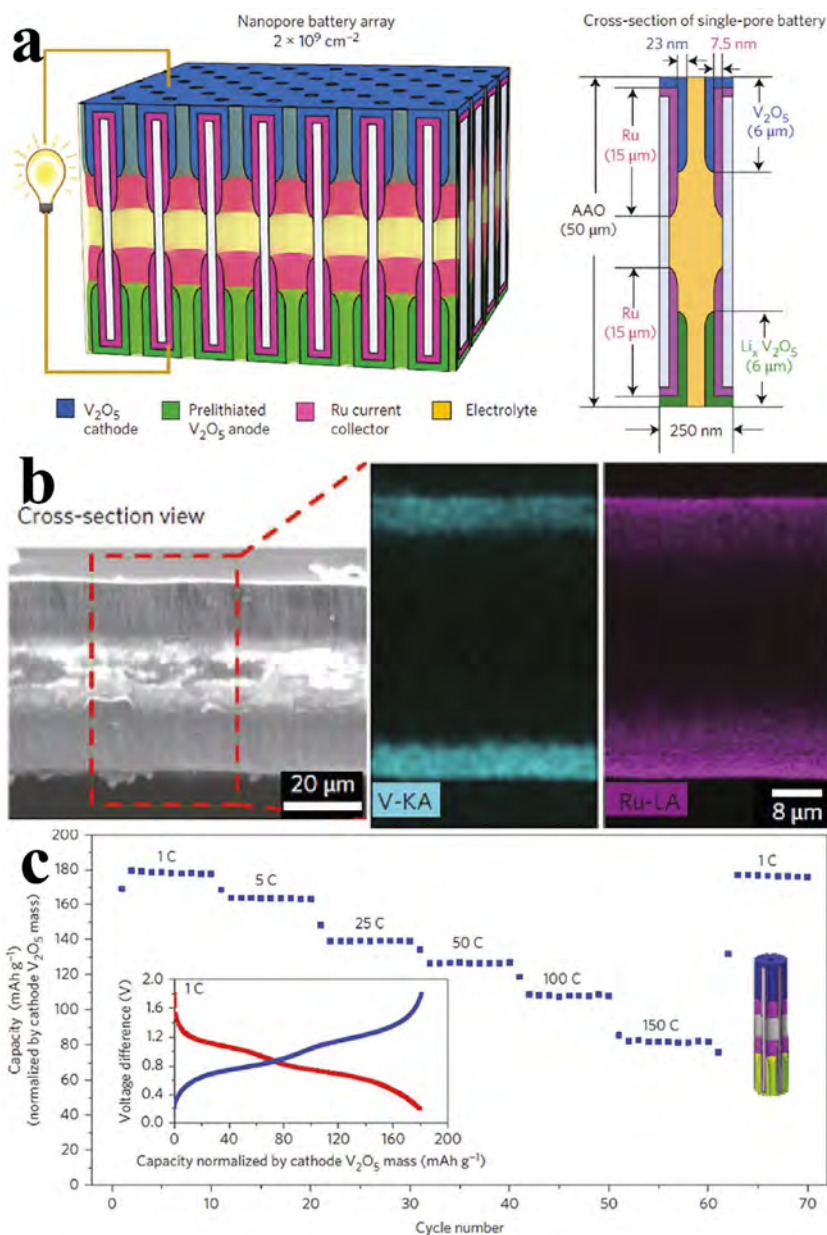 a
Nanopore battery array
2 × 10⁹ cm⁻²
Cross-section of single-pore battery
23 nm
7.5 nm
V₂O₅
(6 μm)
Ru
(15 μm)
AAO
(50 μm)
Ru
(15 μm)
Liₓ V₂O₅
(6 μm)
250 nm
V₂O₅
cathode
Prelithiated
V₂O₅ anode
Ru current
collector
Electrolyte
b
Cross-section view
20 μm
V-KA
Ru-LA
8 μm
c
Capacity (mAh g⁻¹)
(normalized by cathode V₂O₅ mass)
200
180
160
140
120
100
80
60
40
20
0
1 C
5 C
25 C
50 C
100 C
150 C
1 C
1 C
Voltage difference (V)
2.0
1.6
1.2
0.8
0.4
0.0
0
40
80
120
160
200
Capacity normalized by cathode V₂O₅ mass (mAh g⁻¹)
0
10
20
30
40
50
60
70
Cycle number